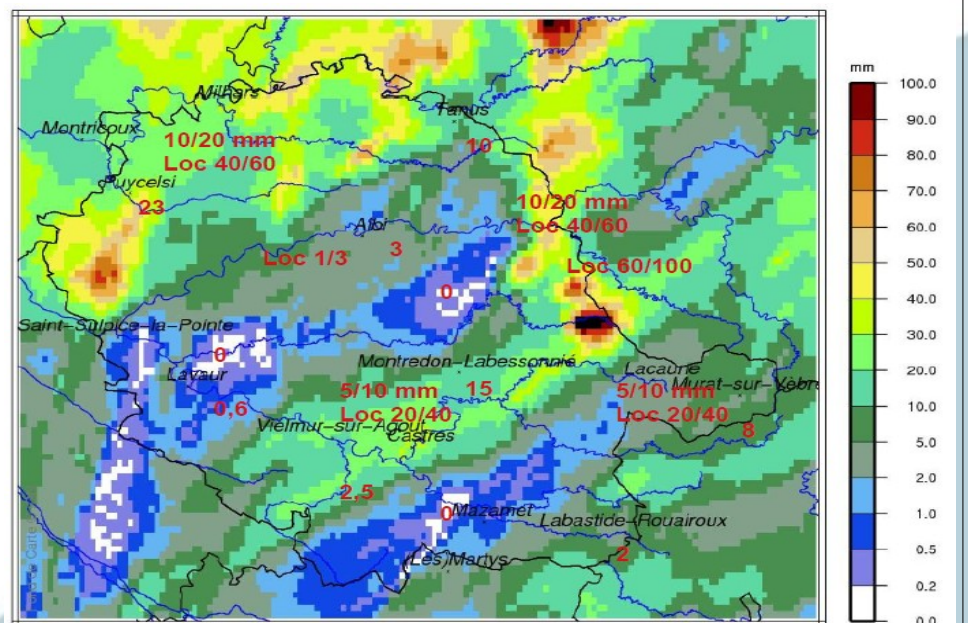 mm
100.0
90.0
80.0
70.0
60.0
50.0
40.0
30.0
20.0
10.0
5.0
2.0
1.0
0.5
0.2
0.0
Milhars
Tanus
Montricoux
10/20 mm
Loc 40/60
10
Puycelsi
23
10/20 mm
Loc 40/60
Albi
Loc 1/3
3
Loc 60/100
0
Saint-Sulpice-la-Pointe
0
Lavaur
Montredon-Labessonnié
Lacaune
5/10 mm
Loc 20/40
15
5/10 mm
Loc 20/40
Murat-sur-Vèbre
0,6
Vielmur-sur-Agout
Castres
8
2,5
0
Mazamet
Labastide-Rouairoux
(Les) Martys
2